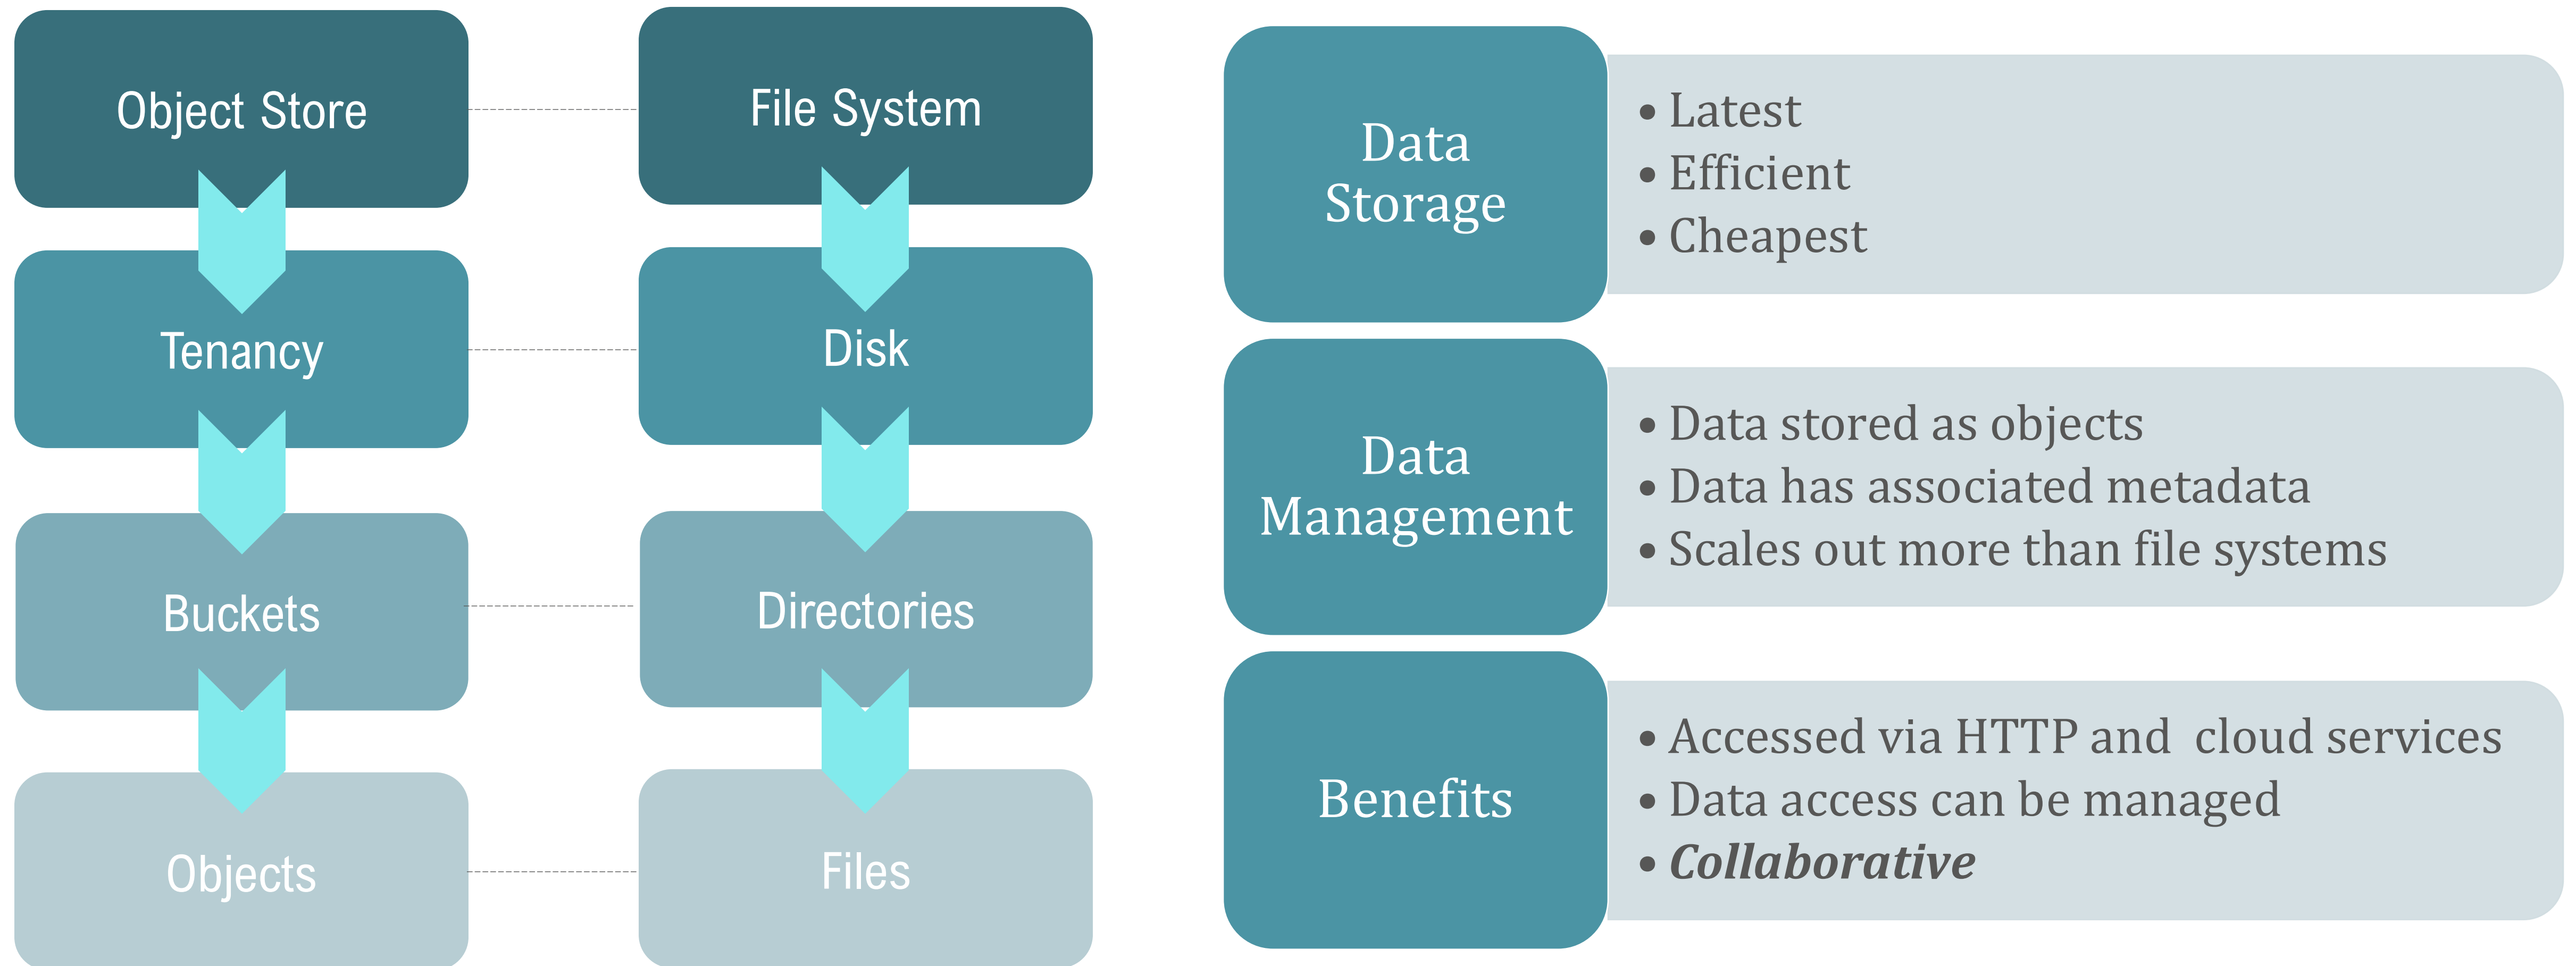 Object Store
File System
Tenancy
Disk
Buckets
Directories
Objects
Files
Data
Storage
• Latest
• Efficient
• Cheapest
Data
Management
• Data stored as objects
• Data has associated metadata
• Scales out more than file systems
Benefits
• Accessed via HTTP and  cloud services
• Data access can be managed
• Collaborative